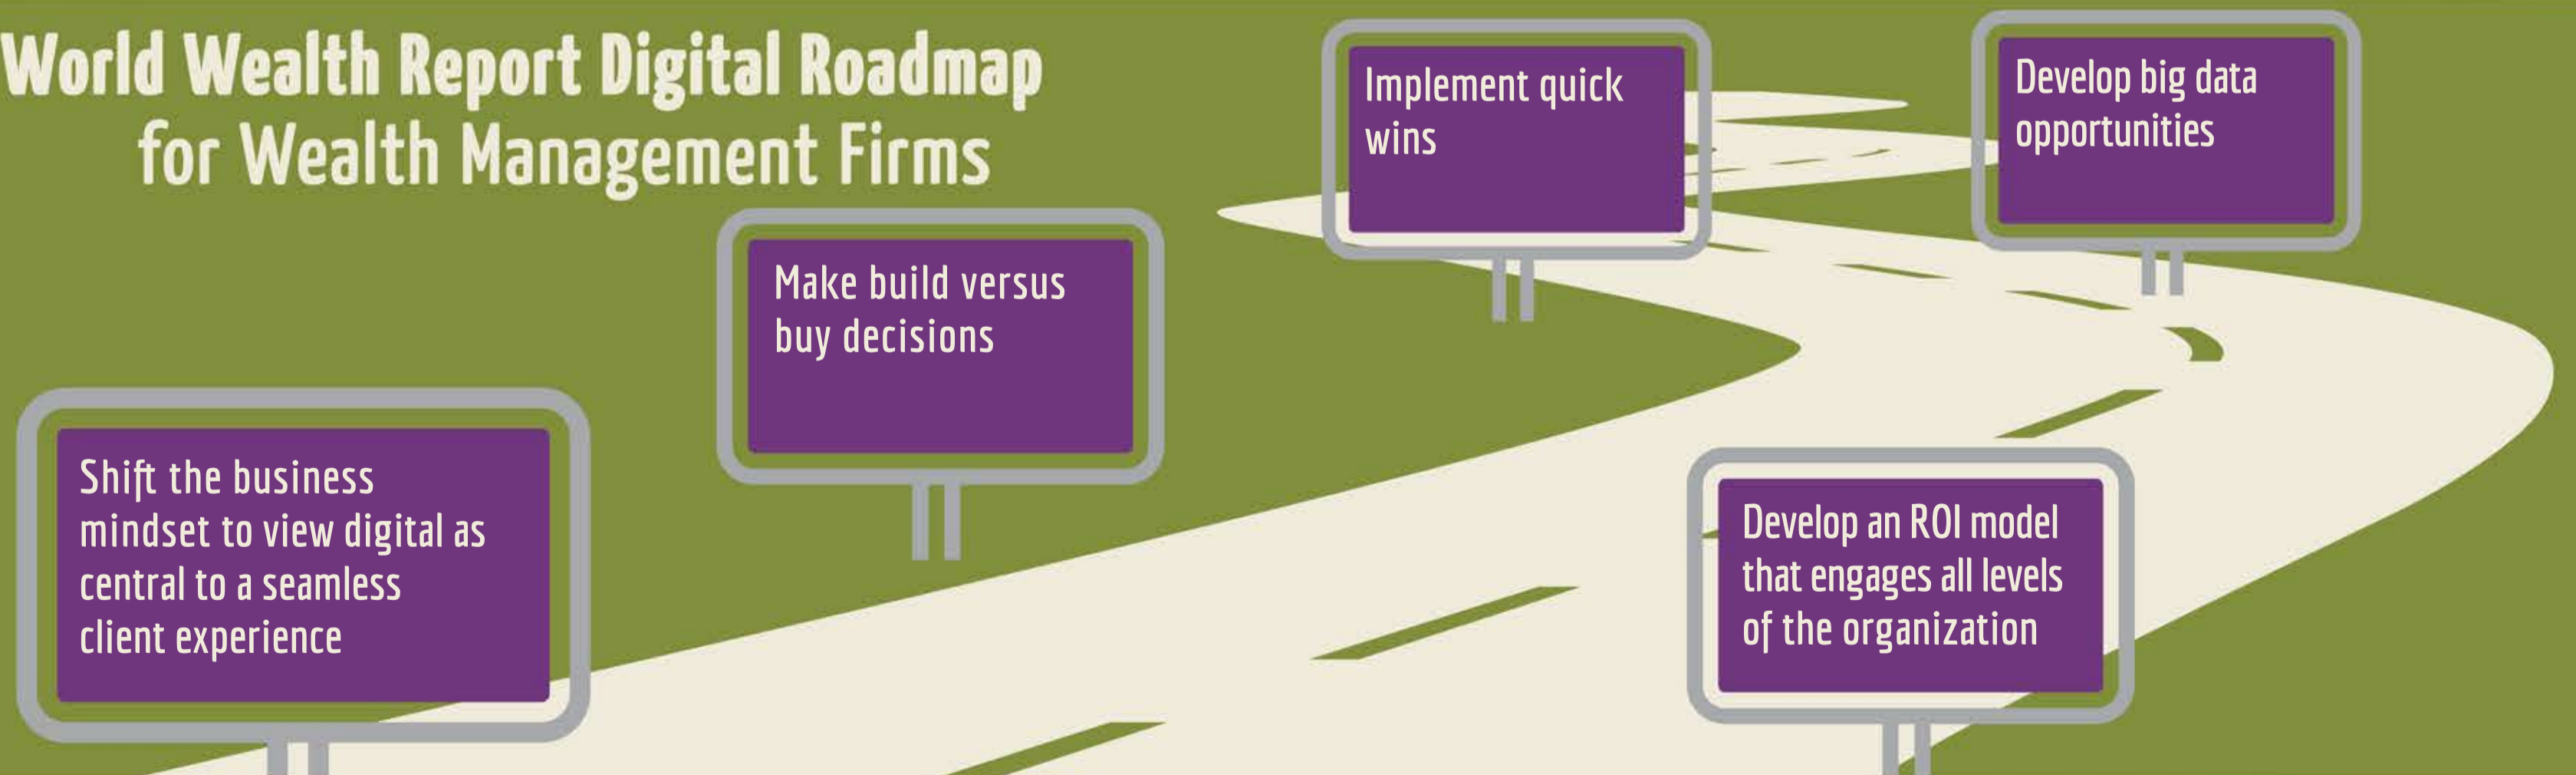 World Wealth Report Digital Roadmap
for Wealth Management Firms
Shift the business
mindset to view digital as
central to a seamless
client experience
Make build versus
buy decisions
Implement quick
wins
Develop big data
opportunities
Develop an ROI model
that engages all levels
of the organization